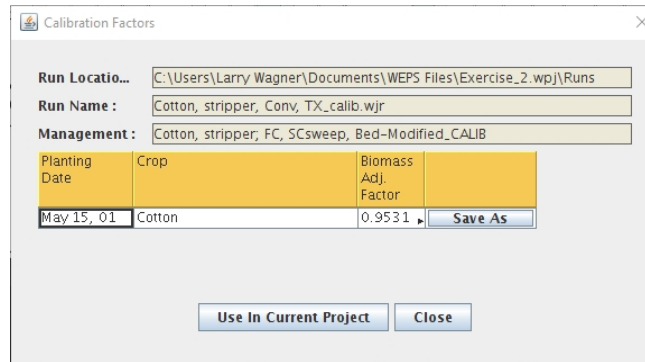 Calibration Factors
Run Locatio... C:\Users\Larry Wagner\Documents\WEPS Files\Exercise_2.wpj\Runs
Run Name : Cotton, stripper, Conv, TX_calib.wjr
Management : Cotton, stripper; FC, SCsweep, Bed-Modified_CALIB
Planting Crop Biomass
Date Adj.
Factor
May 15, 01 Cotton 0.9531 Save As
Use In Current Project Close